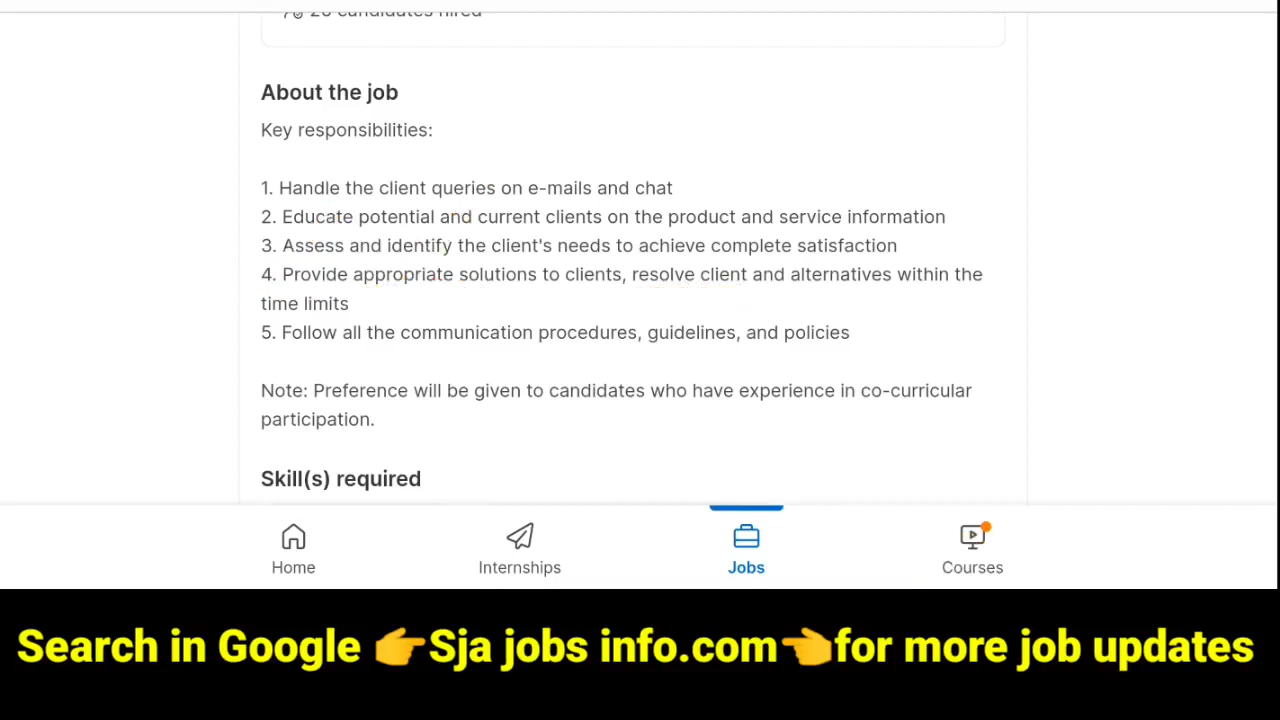 26 candidates hired
About the job
Key responsibilities:
1. Handle the client queries on e-mails and chat
2. Educate potential and current clients on the product and service information
3. Assess and identify the client's needs to achieve complete satisfaction
4. Provide appropriate solutions to clients, resolve client and alternatives within the
time limits
5. Follow all the communication procedures, guidelines, and policies
Note: Preference will be given to candidates who have experience in co-curricular
participation.
Skill(s) required
Home Internships Jobs Courses
Search in Google 👉Sja jobs info.com👈for more job updates